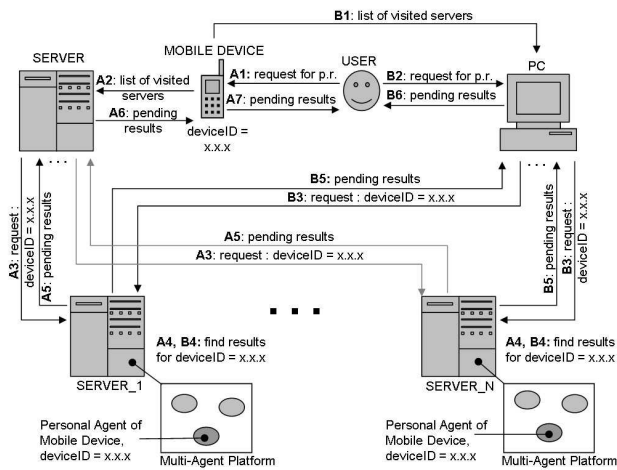 B1: list of visited servers
SERVER
MOBILE DEVICE
USER
PC
A2: list of visited
servers
A1: request for p.r.
B2: request for p.r.
A6: pending
results
A7: pending results
B6: pending results
deviceID =
x.x.x
. . .
. . .
A3: request :
deviceID = x.x.x
A5: pending results
B5: pending results
B3: request : deviceID = x.x.x
A5: pending results
A3: request : deviceID = x.x.x
B5: pending results
B3: request :
deviceID = x.x.x
. . .
A4, B4: find results
for deviceID = x.x.x
A4, B4: find results
for deviceID = x.x.x
SERVER_1
SERVER_N
Personal Agent of
Mobile Device,
deviceID = x.x.x
Multi-Agent Platform
Personal Agent of
Mobile Device,
deviceID = x.x.x
Multi-Agent Platform